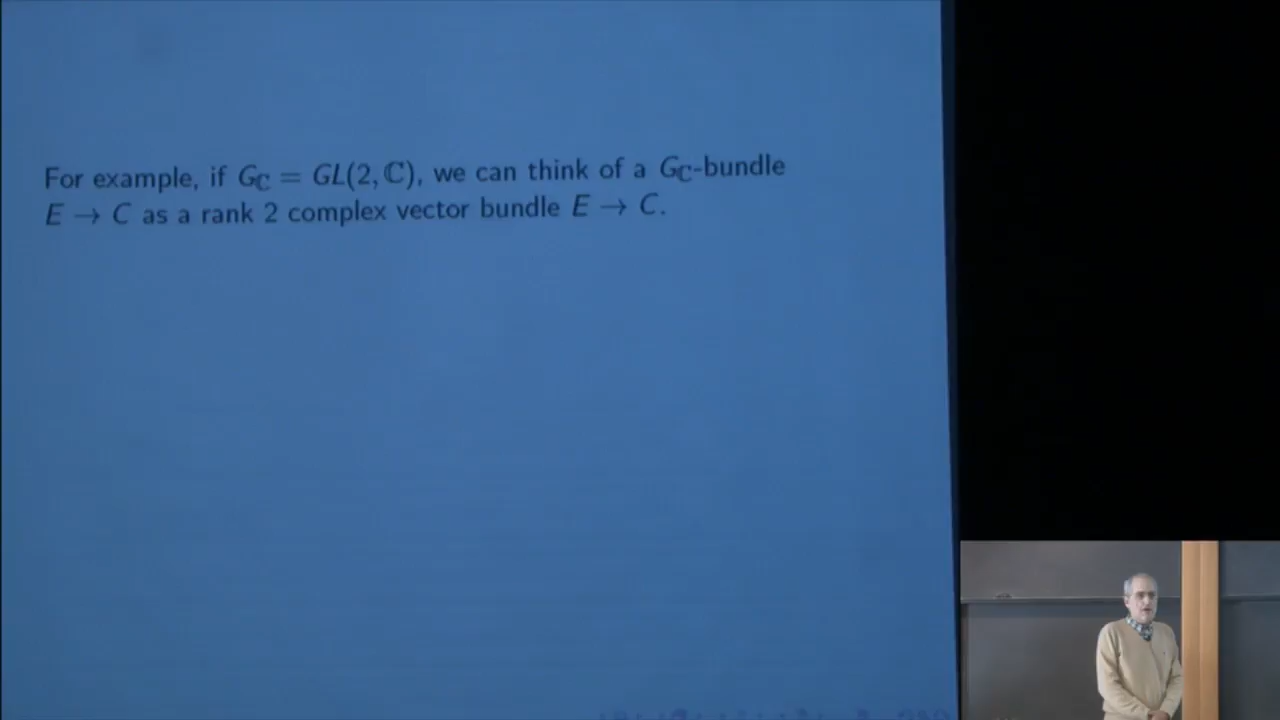 For example, if G_ℂ = GL(2, ℂ), we can think of a G_ℂ-bundle
E → C as a rank 2 complex vector bundle E → C.